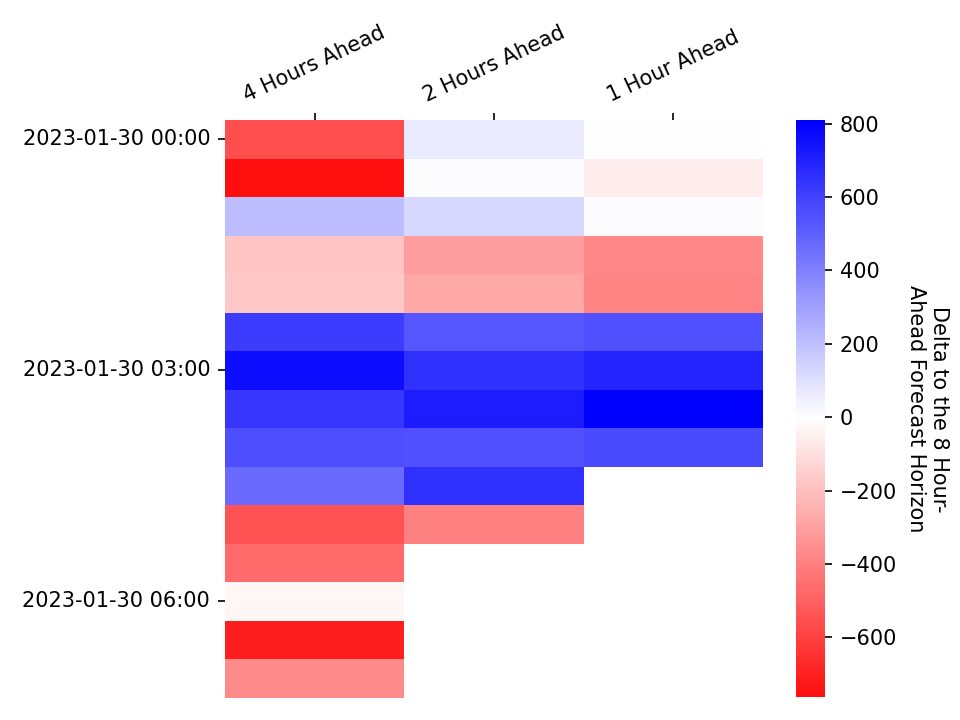 4 Hours Ahead
2 Hours Ahead
1 Hour Ahead
2023-01-30 00:00
2023-01-30 03:00
2023-01-30 06:00
800
600
400
200
0
−200
−400
−600
Delta to the 8 Hour-
Ahead Forecast Horizon